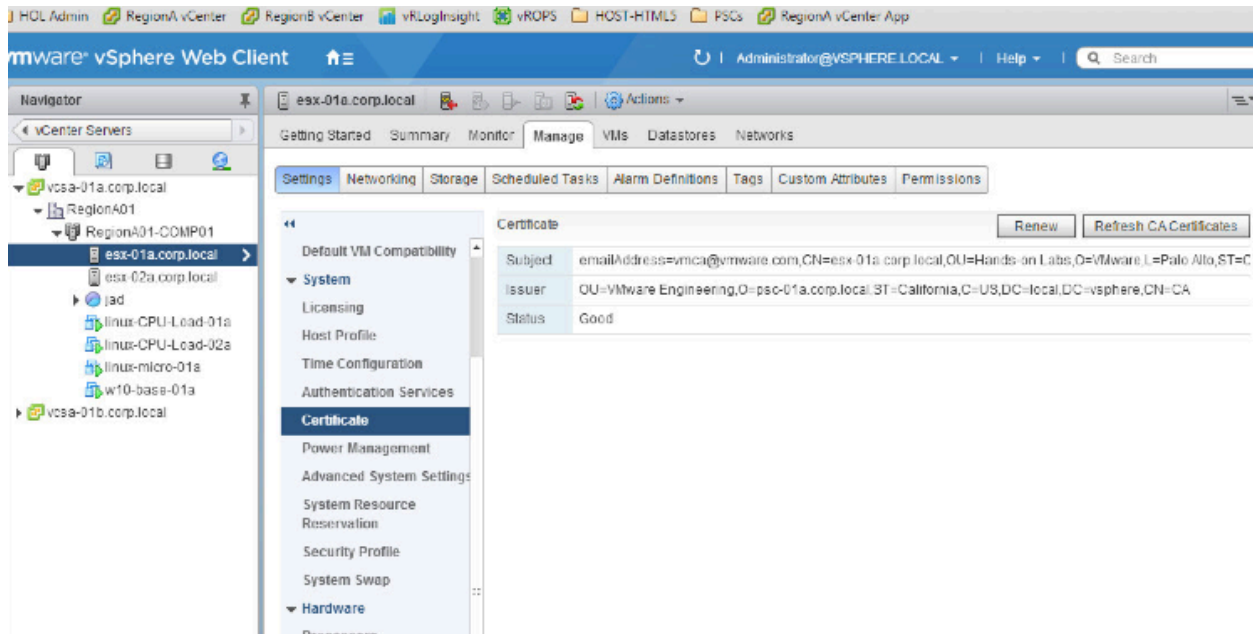 HOL Admin RegionA vCenter RegionB vCenter vRLogInsight vROPS HOST-HTML5 PSCs RegionA vCenter App
vmware® vSphere Web Client Administrator@VSPHERE.LOCAL Help Search
Navigator
esx-01a.corp.local Actions
vCenter Servers
Getting Started Summary Monitor Manage VMs Datastores Networks
Settings Networking Storage Scheduled Tasks Alarm Definitions Tags Custom Attributes Permissions
vcsa-01a.corp.local
RegionA01
RegionA01-COMP01
esx-01a.corp.local
esx-02a.corp.local
jad
linux-CPU-Load-01a
linux-CPU-Load-02a
linux-micro-01a
w10-base-01a
vcsa-01b.corp.local
Default VM Compatibility
System
Licensing
Host Profile
Time Configuration
Authentication Services
Certificate
Power Management
Advanced System Settings
System Resource
Reservation
Security Profile
System Swap
Hardware
Processors
Certificate Renew Refresh CA Certificates
Subject emailAddress=vmca@vmware.com,CN=esx-01a.corp.local,OU=Hands-on Labs,O=VMware,L=Palo Alto,ST=C
Issuer OU=VMware Engineering,O=psc-01a.corp.local,ST=California,C=US,DC=local,DC=vsphere,CN=CA
Status Good